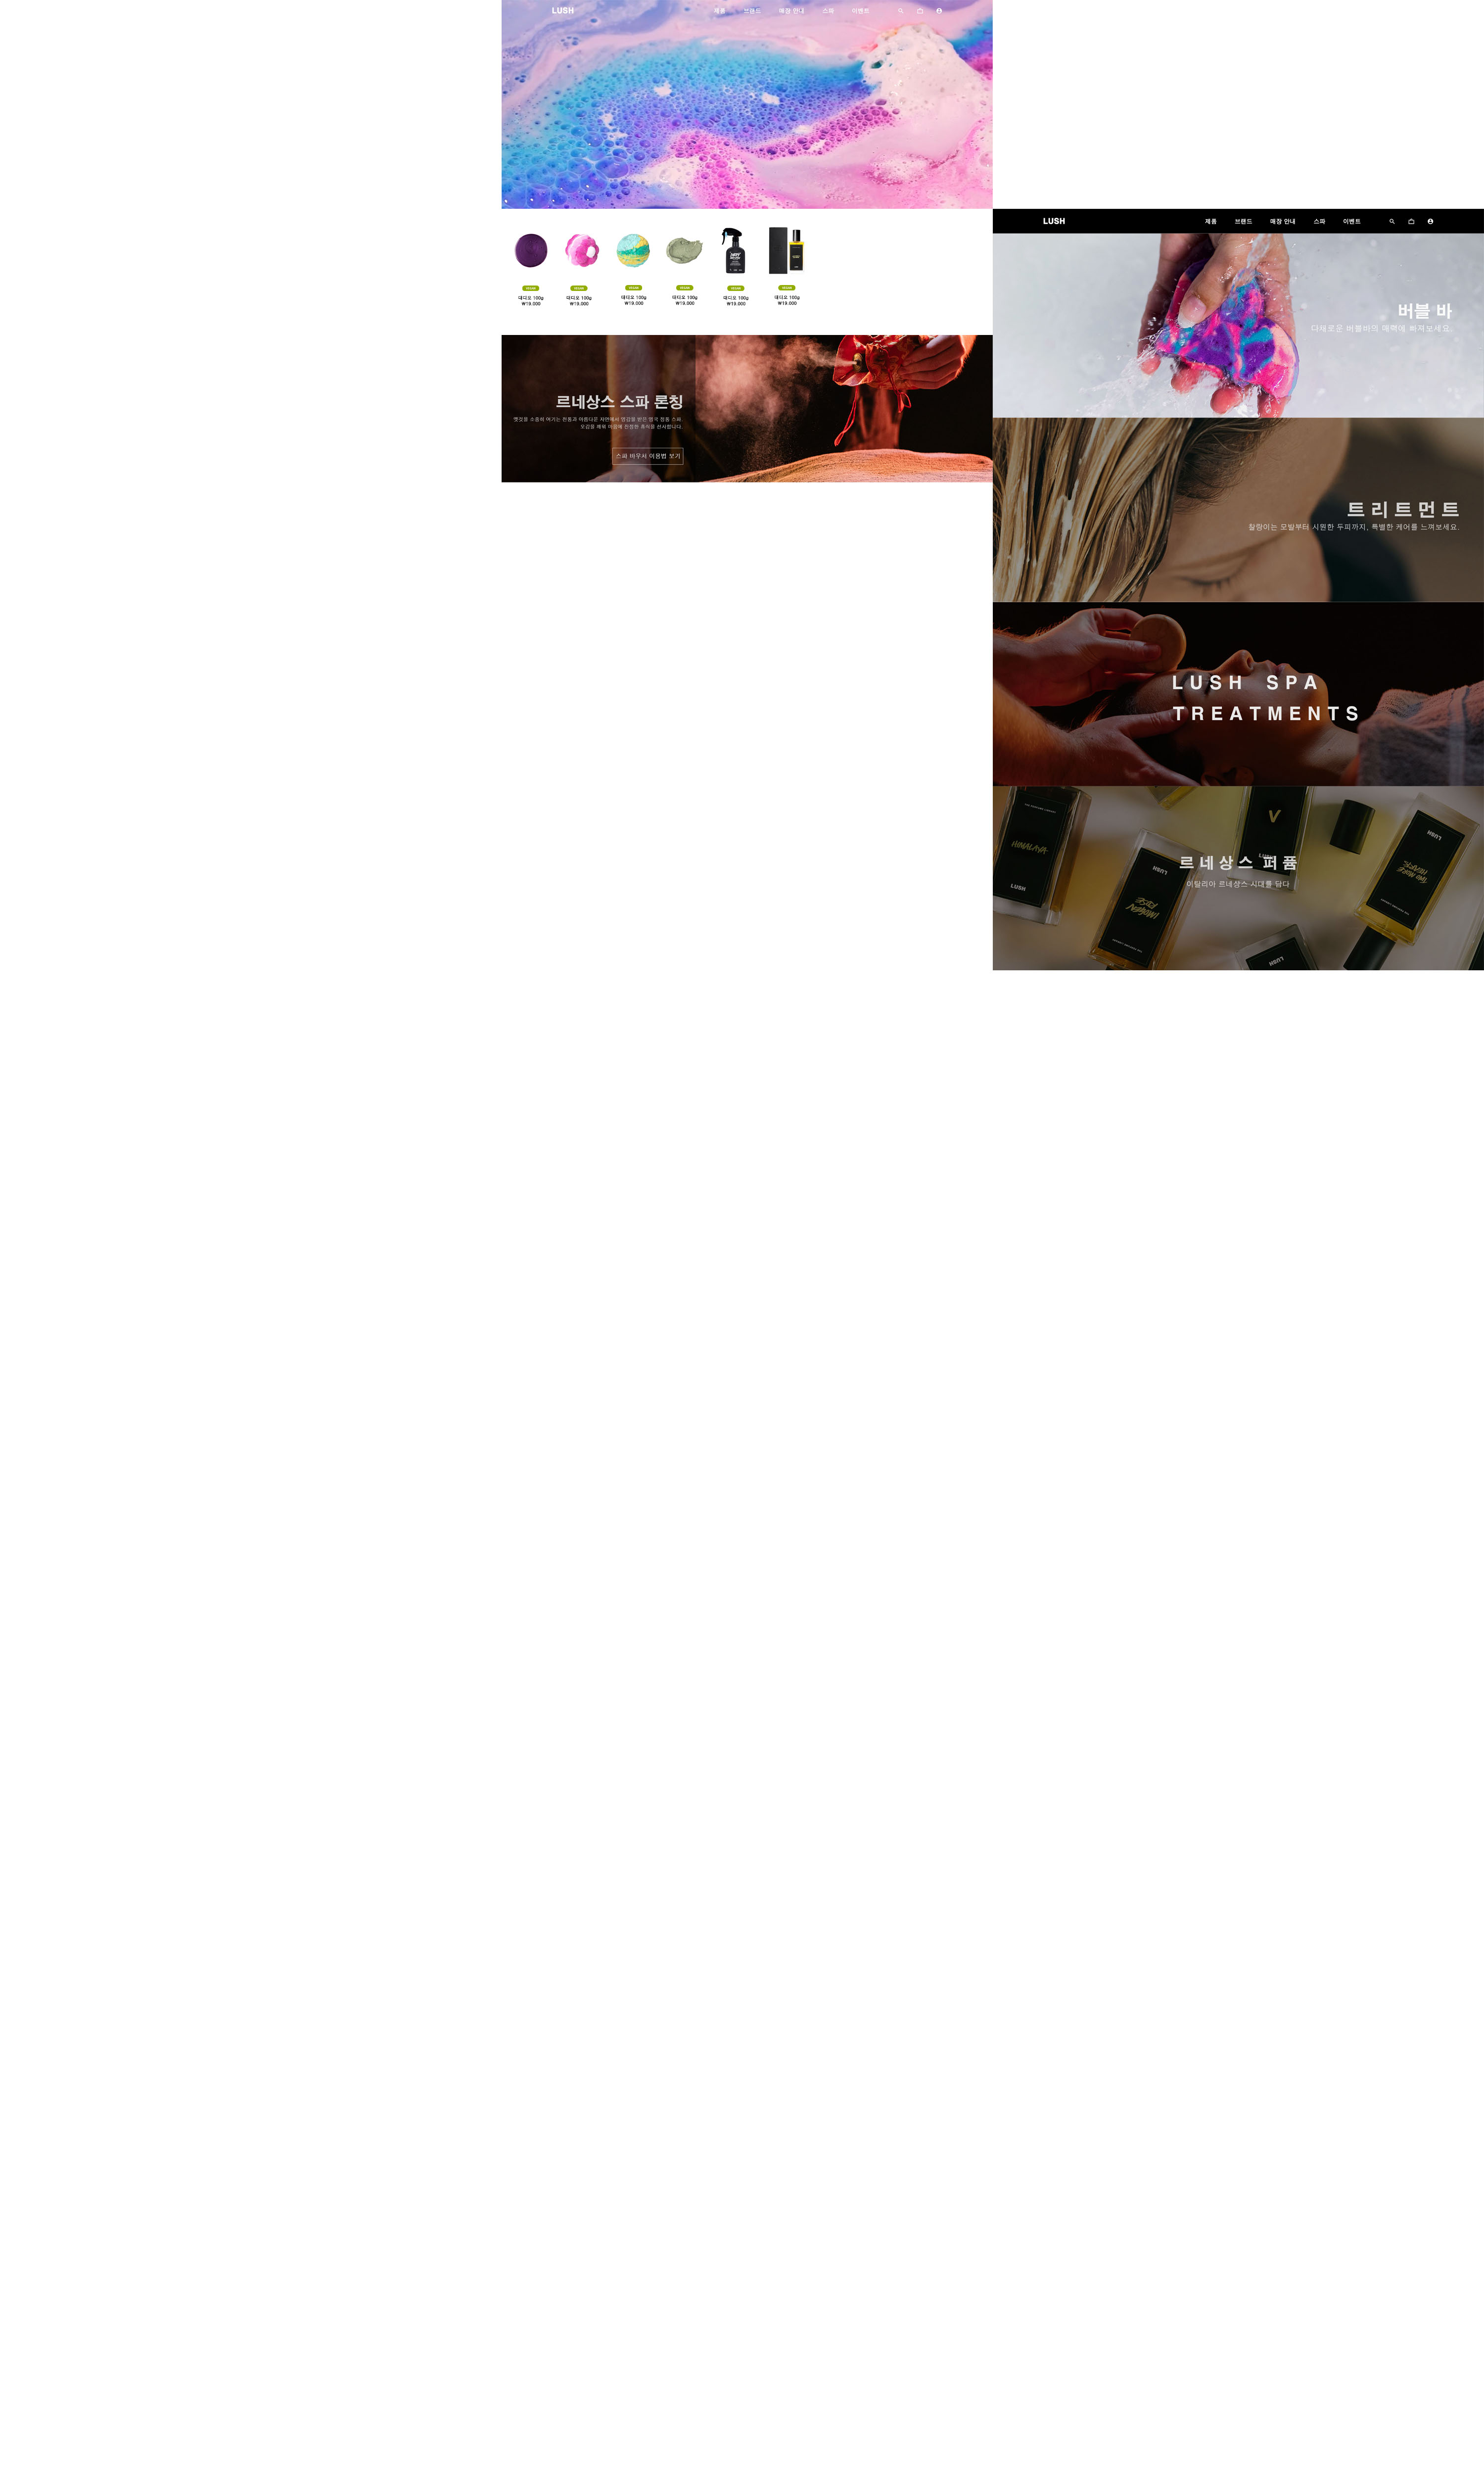 LUSH 제품 브랜드 매장 안내 스파 이벤트
VEGAN VEGAN VEGAN VEGAN VEGAN VEGAN
대디오 100g 대디오 100g 대디오 100g 대디오 100g 대디오 100g 대디오 100g
₩19.000 ₩19.000 ₩19.000 ₩19.000 ₩19.000 ₩19.000
르네상스 스파 론칭
옛것을 소중히 여기는 전통과 아름다운 자연에서 영감을 받은 영국 정통 스파.
오감을 깨워 마음에 진정한 휴식을 선사합니다.
스파 바우처 이용법 보기
LUSH 제품 브랜드 매장 안내 스파 이벤트
버블 바
다채로운 버블바의 매력에 빠져보세요.
트리트먼트
찰랑이는 모발부터 시원한 두피까지, 특별한 케어를 느껴보세요.
LUSH SPA
TREATMENTS
HIMALAYA
LUSH
LUSH
V
LUSH
LUSH
LUSH
르네상스 퍼퓸
이탈리아 르네상스 시대를 담다